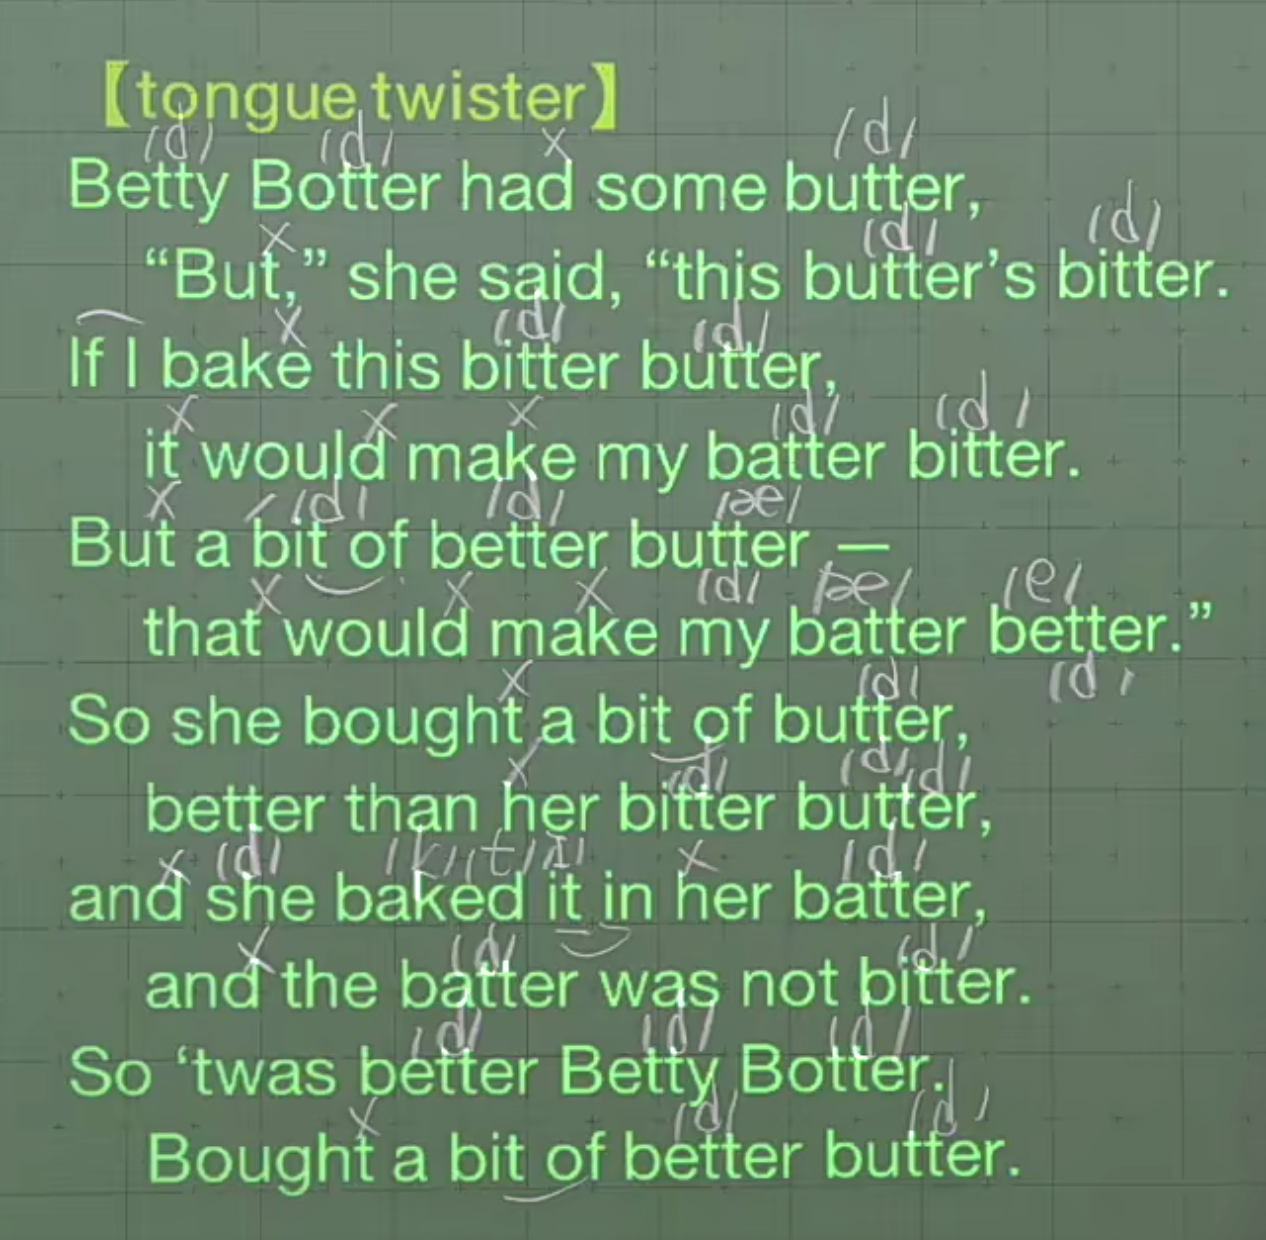 【tongue twister】
/d/ /d/ x /d/
Betty Botter had some butter,
x /d/ /d/
“But,” she said, “this butter’s bitter.
x /d/ /d/
If I bake this bitter butter,
x x x /d/ /d/
it would make my batter bitter.
x /d/ /d/ /æ/
But a bit of better butter —
x x x /d/ /æ/ /e/
that would make my batter better.”
x /d/ /d/
So she bought a bit of butter,
x /d/ /d/ /d/
better than her bitter butter,
x /d/ /k/ /t/ /I/ x /d/
and she baked it in her batter,
x /d/ /d/
and the batter was not bitter.
/d/ /d/ /d/
So ‘twas better Betty Botter.
x /d/ /d/
Bought a bit of better butter.